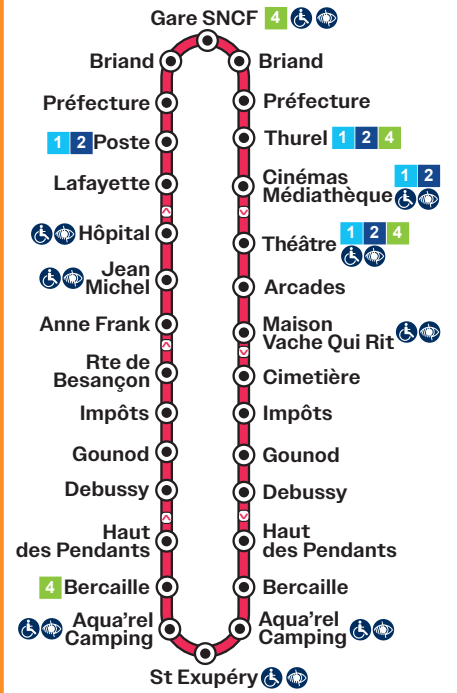 Gare SNCF 4
Briand
Préfecture
1 2 Poste
Lafayette
Hôpital
Jean
Michel
Anne Frank
Rte de
Besançon
Impôts
Gounod
Debussy
Haut
des Pendants
4 Bercaille
Aqua'rel
Camping
Briand
Préfecture
Thurel 1 2 4
Cinémas 1 2
Médiathèque
Théâtre 1 2 4
Arcades
Maison
Vache Qui Rit
Cimetière
Impôts
Gounod
Debussy
Haut
des Pendants
Bercaille
Aqua'rel
Camping
St Exupéry